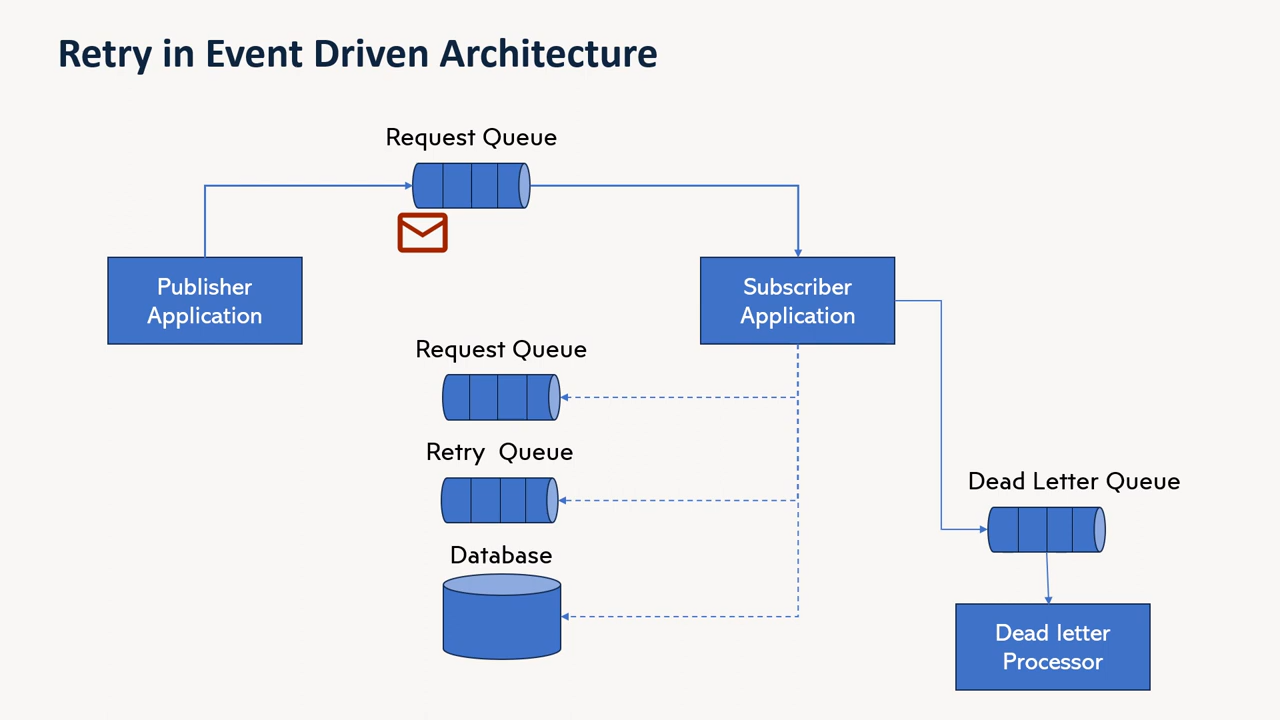 Retry in Event Driven Architecture
Request Queue
Publisher
Application
Subscriber
Application
Request Queue
Retry Queue
Database
Dead Letter Queue
Dead letter
Processor